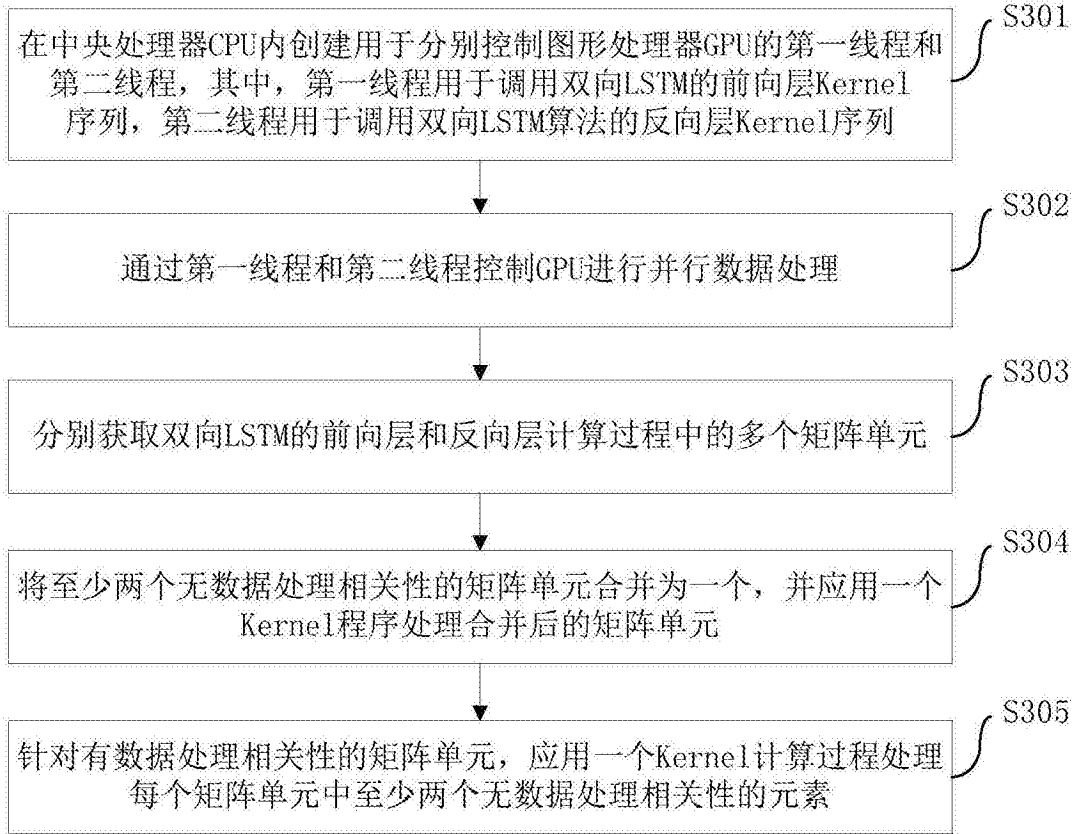 S301
在中央处理器CPU内创建用于分别控制图形处理器GPU的第一线程和
第二线程，其中，第一线程用于调用双向LSTM的前向层Kernel
序列，第二线程用于调用双向LSTM算法的反向层Kernel序列
S302
通过第一线程和第二线程控制GPU进行并行数据处理
S303
分别获取双向LSTM的前向层和反向层计算过程中的多个矩阵单元
S304
将至少两个无数据处理相关性的矩阵单元合并为一个，并应用一个
Kernel程序处理合并后的矩阵单元
S305
针对有数据处理相关性的矩阵单元，应用一个Kernel计算过程处理
每个矩阵单元中至少两个无数据处理相关性的元素